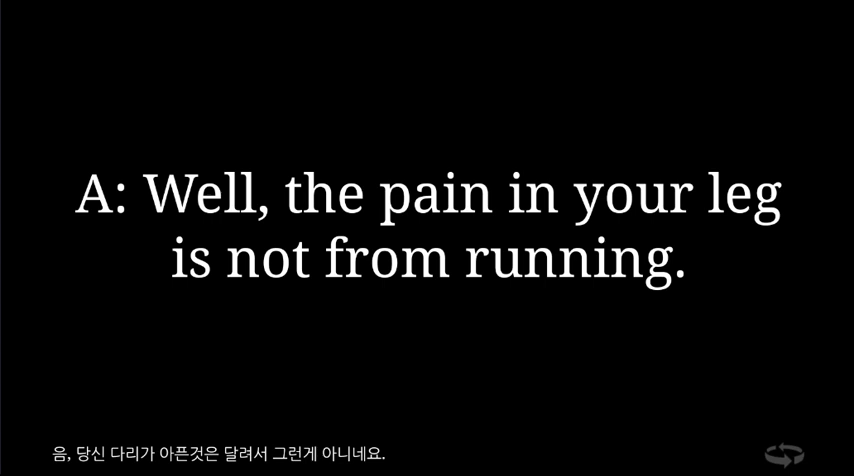 A: Well, the pain in your leg
is not from running.
음, 당신 다리가 아픈것은 달려서 그런게 아니네요.